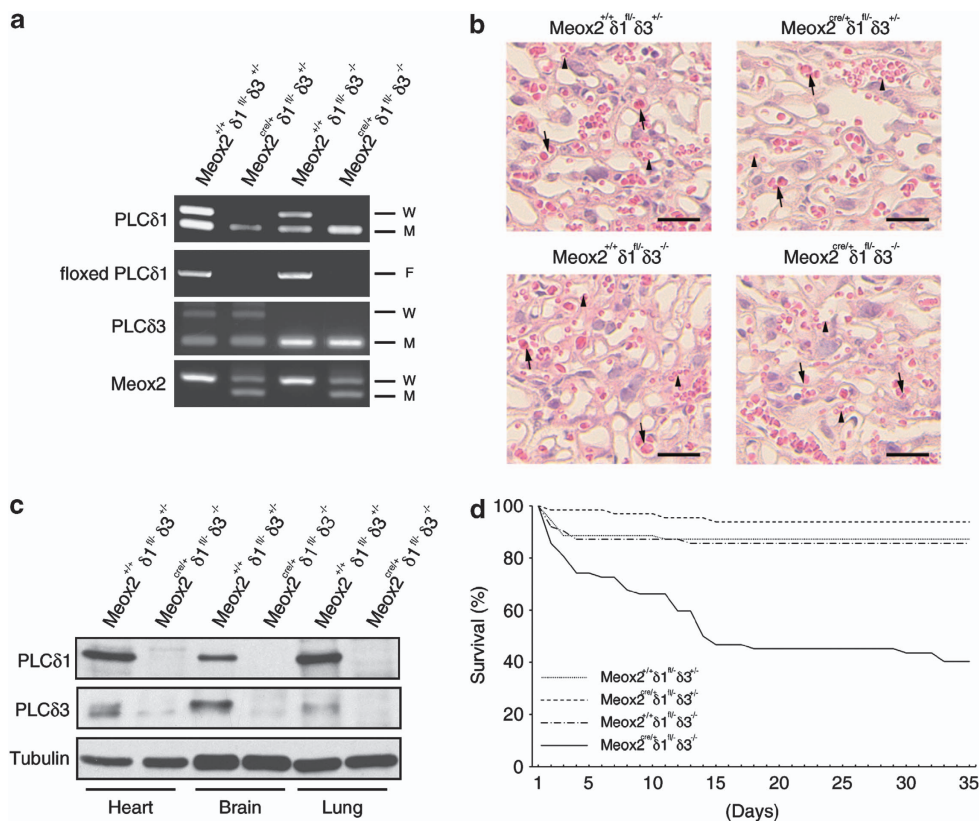 a
Meox2+/+ δ1fl/- δ3+/-
Meox2cre/+ δ1fl/- δ3+/-
Meox2+/+ δ1fl/- δ3-/-
Meox2cre/+ δ1fl/- δ3-/-
PLCδ1
W
M
floxed PLCδ1
F
PLCδ3
W
M
Meox2
W
M
b
Meox2+/+δ1fl/-δ3+/-
Meox2cre/+δ1fl/-δ3+/-
Meox2+/+δ1fl/-δ3-/-
Meox2cre/+δ1fl/-δ3-/-
c
Meox2+/+ δ1fl/- δ3+/-
Meox2cre/+ δ1fl/- δ3-/-
Meox2+/+ δ1fl/- δ3+/-
Meox2cre/+ δ1fl/- δ3-/-
Meox2+/+ δ1fl/- δ3+/-
Meox2cre/+ δ1fl/- δ3-/-
PLCδ1
PLCδ3
Tubulin
Heart Brain Lung
d
Survival (%)
100
80
60
40
20
0
Meox2+/+δ1fl/-δ3+/-
Meox2cre/+δ1fl/-δ3+/-
Meox2+/+δ1fl/-δ3-/-
Meox2cre/+δ1fl/-δ3-/-
1 5 10 15 20 25 30 35
(Days)